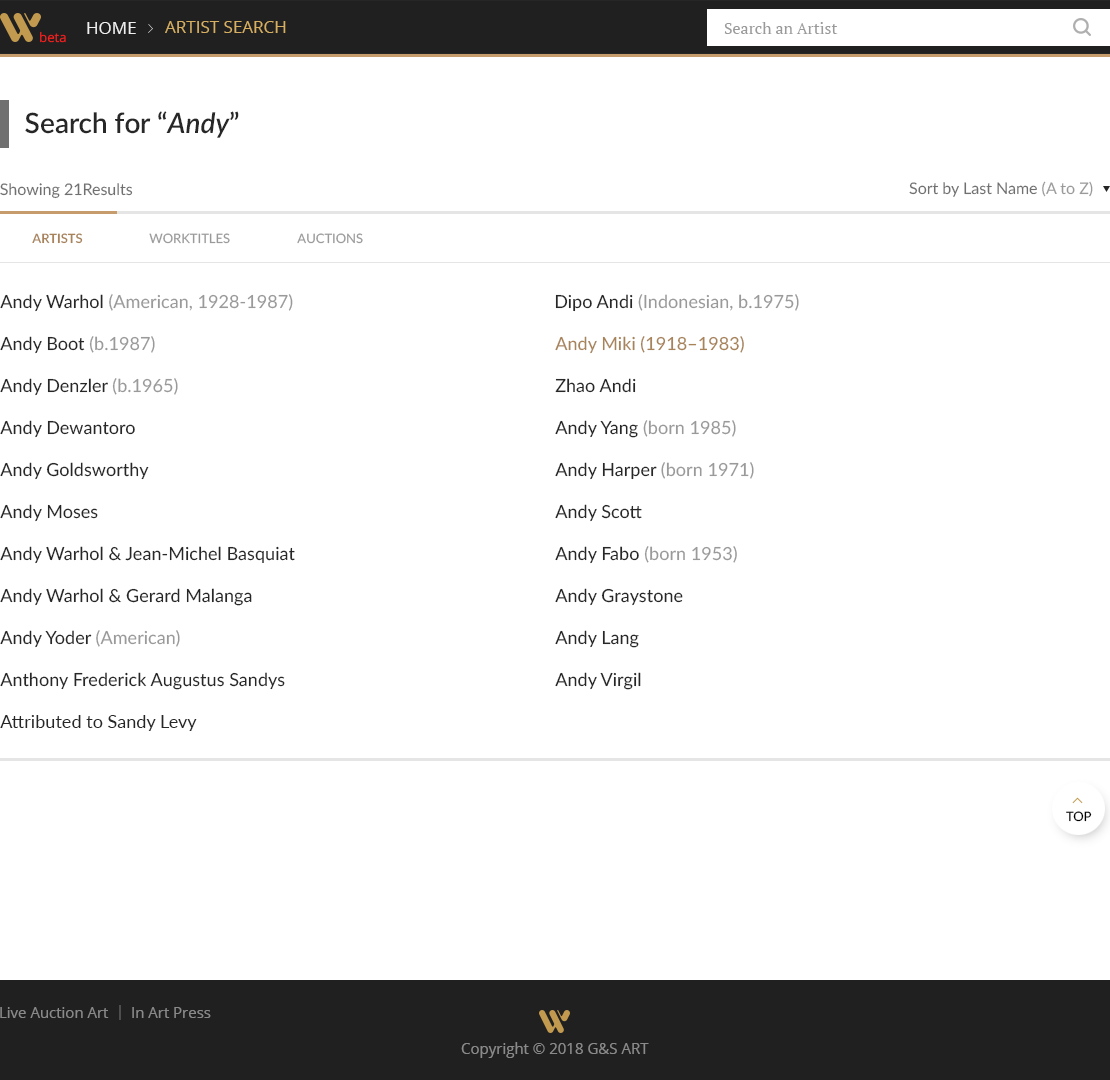 beta HOME > ARTIST SEARCH Search an Artist
Search for “Andy”
Showing 21Results Sort by Last Name (A to Z)
ARTISTS WORKTITLES AUCTIONS
Andy Warhol (American, 1928-1987)
Andy Boot (b.1987)
Andy Denzler (b.1965)
Andy Dewantoro
Andy Goldsworthy
Andy Moses
Andy Warhol & Jean-Michel Basquiat
Andy Warhol & Gerard Malanga
Andy Yoder (American)
Anthony Frederick Augustus Sandys
Attributed to Sandy Levy
Dipo Andi (Indonesian, b.1975)
Andy Miki (1918–1983)
Zhao Andi
Andy Yang (born 1985)
Andy Harper (born 1971)
Andy Scott
Andy Fabo (born 1953)
Andy Graystone
Andy Lang
Andy Virgil
TOP
Live Auction Art | In Art Press
Copyright © 2018 G&S ART